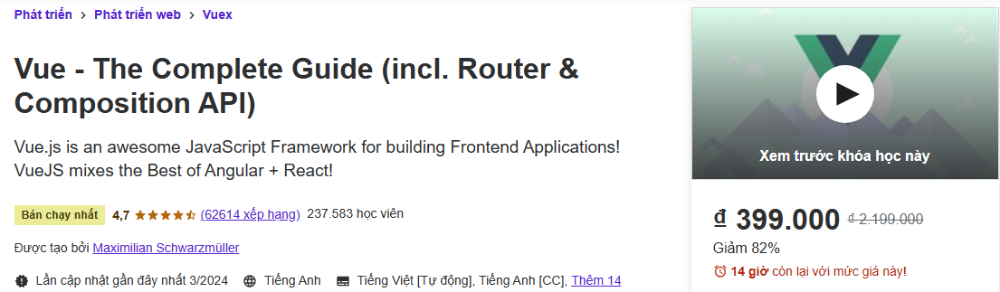 Phát triển > Phát triển web > Vuex
Vue - The Complete Guide (incl. Router &
Composition API)
Vue.js is an awesome JavaScript Framework for building Frontend Applications!
VueJS mixes the Best of Angular + React!
Bán chạy nhất 4,7 (62614 xếp hạng) 237.583 học viên
Được tạo bởi Maximilian Schwarzmüller
Lần cập nhật gần đây nhất 3/2024 Tiếng Anh Tiếng Việt [Tự động], Tiếng Anh [CC], Thêm 14
Xem trước khóa học này
₫ 399.000 ₫ 2.199.000
Giảm 82%
14 giờ còn lại với mức giá này!